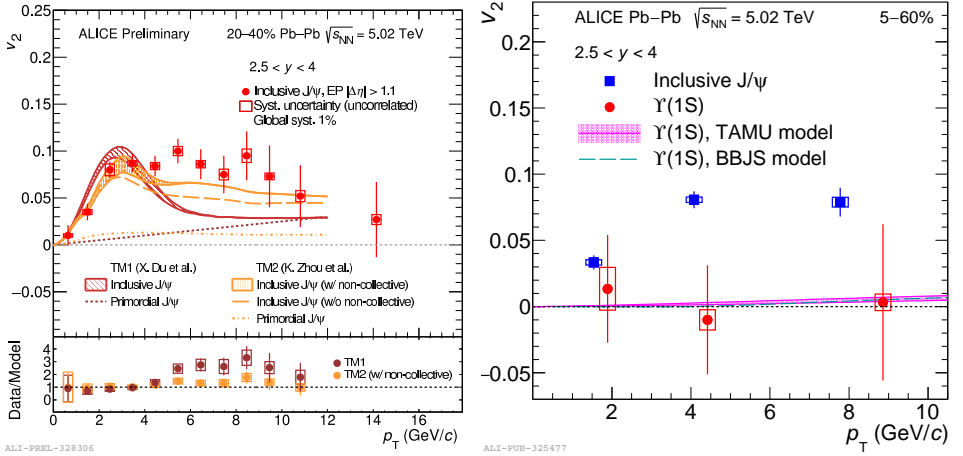 v2
ALICE Preliminary
20–40% Pb–Pb √sNN = 5.02 TeV
2.5 < y < 4
Inclusive J/ψ, EP |Δη| > 1.1
Syst. uncertainty (uncorrelated)
Global syst. 1%
0.25
0.2
0.15
0.1
0.05
0
−0.05
TM1 (X. Du et al.)
Inclusive J/ψ
Primordial J/ψ
TM2 (K. Zhou et al.)
Inclusive J/ψ (w/ non-collective)
Inclusive J/ψ (w/o non-collective)
Primordial J/ψ
Data/Model
4
3
2
1
0
TM1
TM2 (w/ non-collective)
0 2 4 6 8 10 12 14 16
pT (GeV/c)
ALI-PREL-328306
v2
ALICE Pb−Pb √sNN = 5.02 TeV
5−60%
2.5 < y < 4
Inclusive J/ψ
ϒ(1S)
ϒ(1S), TAMU model
ϒ(1S), BBJS model
0.2
0.15
0.1
0.05
0
−0.05
2 4 6 8 10
pT (GeV/c)
ALI-PUB-325477